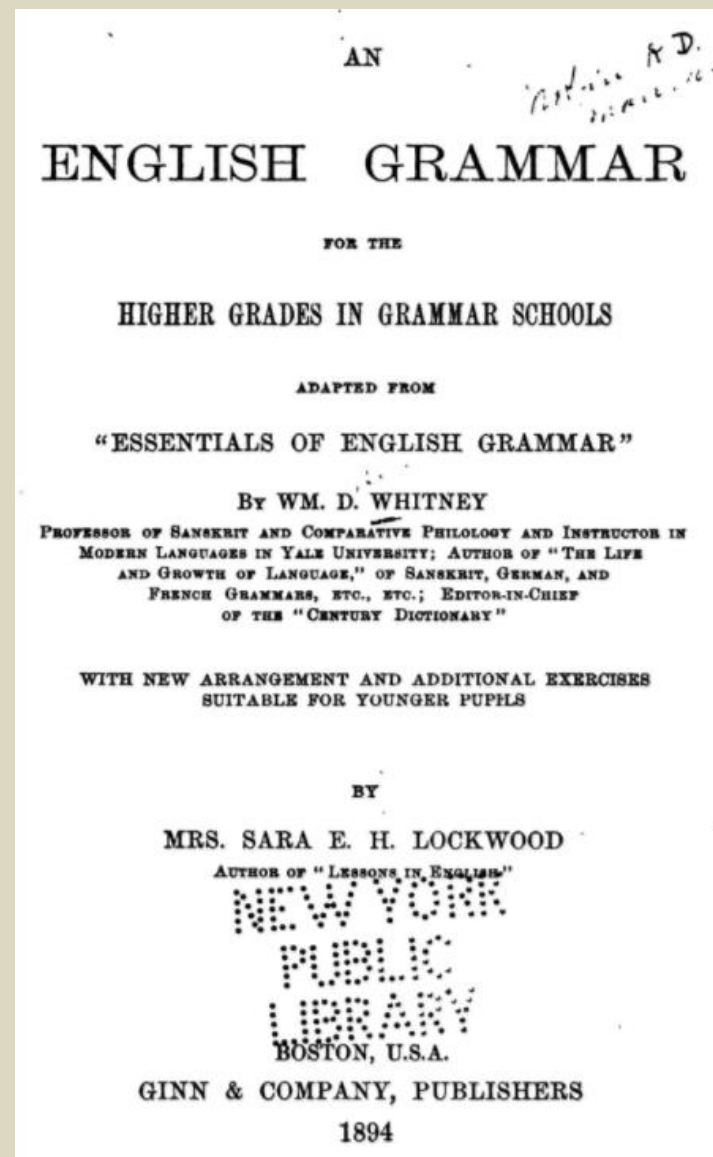 AN
ENGLISH GRAMMAR
FOR THE
HIGHER GRADES IN GRAMMAR SCHOOLS
ADAPTED FROM
“ESSENTIALS OF ENGLISH GRAMMAR”
BY WM. D. WHITNEY
PROFESSOR OF SANSKRIT AND COMPARATIVE PHILOLOGY AND INSTRUCTOR IN
MODERN LANGUAGES IN YALE UNIVERSITY; AUTHOR OF “THE LIFE
AND GROWTH OF LANGUAGE,” OF SANSKRIT, GERMAN, AND
FRENCH GRAMMARS, ETC., ETC.; EDITOR-IN-CHIEF
OF THE “CENTURY DICTIONARY”
WITH NEW ARRANGEMENT AND ADDITIONAL EXERCISES
SUITABLE FOR YOUNGER PUPILS
BY
MRS. SARA E. H. LOCKWOOD
AUTHOR OF “LESSONS IN ENGLISH”
NEW YORK
PUBLIC
LIBRARY
BOSTON, U.S.A.
GINN & COMPANY, PUBLISHERS
1894